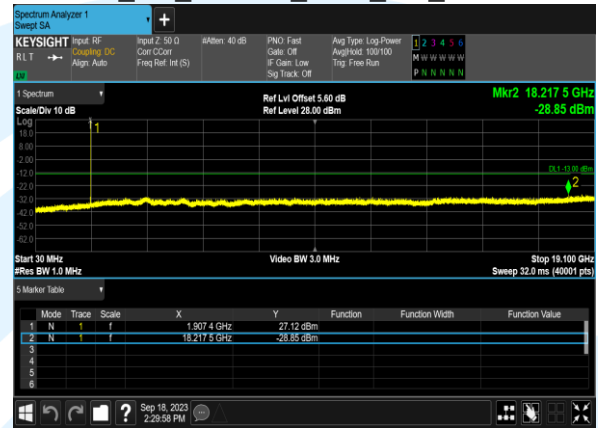 Spectrum Analyzer 1
Swept SA
+
KEYSIGHT Input: RF Input Z: 50 Ω #Atten: 40 dB PNO: Fast Avg Type: Log-Power 1 2 3 4 5 6
RLT Coupling: DC Corr CCorr Gate: Off Avg|Hold: 100/100 M W W W W W
Align: Auto Freq Ref: Int (S) IF Gain: Low Trig: Free Run P N N N N N
Sig Track: Off
1 Spectrum Ref Lvl Offset 5.60 dB Mkr2 18.217 5 GHz
Scale/Div 10 dB Ref Level 28.00 dBm -28.85 dBm
Log
18.0 1
8.00
-2.00
-12.0 DL1 -13.00 dBm
-22.0 2
-32.0
-42.0
-52.0
-62.0
Start 30 MHz Video BW 3.0 MHz Stop 19.100 GHz
#Res BW 1.0 MHz Sweep 32.0 ms (40001 pts)
5 Marker Table
Mode Trace Scale X Y Function Function Width Function Value
1 N 1 f 1.907 4 GHz 27.12 dBm
2 N 1 f 18.217 5 GHz -28.85 dBm
3
4
5
6
? Sep 18, 2023
2:29:58 PM